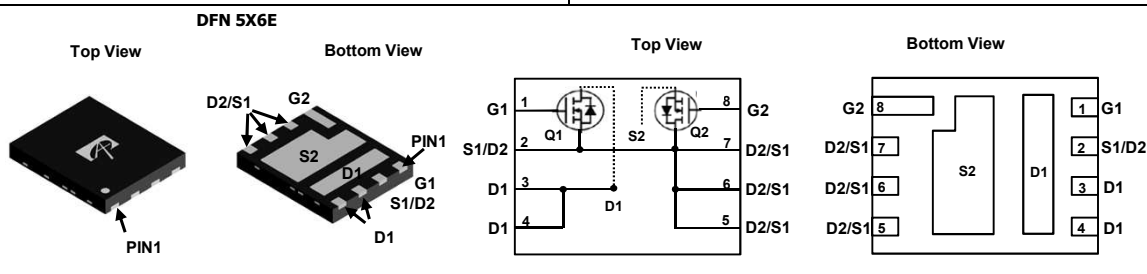 DFN 5X6E
Top View
PIN1
Bottom View
D2/S1
G2
S2
D1
PIN1
G1
S1/D2
D1
Top View
G1 1
S1/D2 2
D1 3
D1 4
Q1
S2
Q2
D1
8 G2
7 D2/S1
6 D2/S1
5 D2/S1
Bottom View
G2 8
D2/S1 7
D2/S1 6
D2/S1 5
S2
D1
1 G1
2 S1/D2
3 D1
4 D1